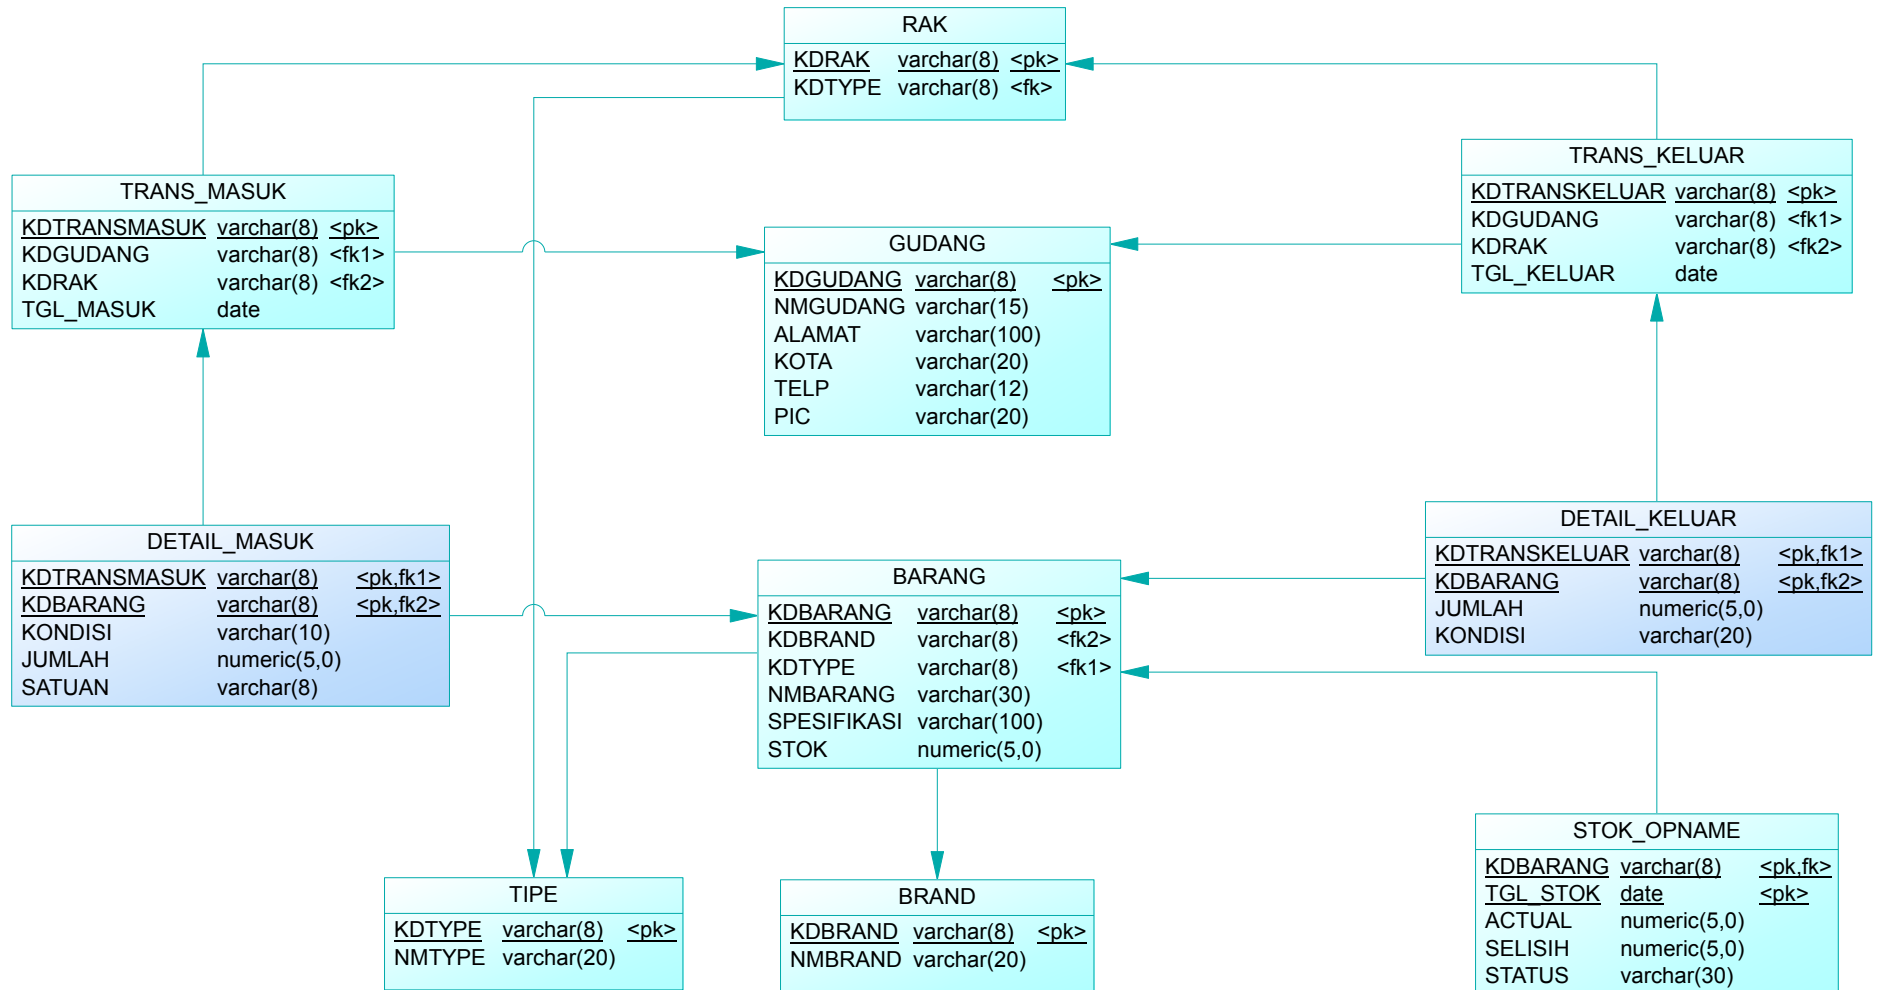 RAK
KDRAK varchar(8) <pk>
KDTYPE varchar(8) <fk>
TRANS_MASUK
KDTRANSMASUK varchar(8) <pk>
KDGUDANG varchar(8) <fk1>
KDRAK varchar(8) <fk2>
TGL_MASUK date
GUDANG
KDGUDANG varchar(8) <pk>
NMGUDANG varchar(15)
ALAMAT varchar(100)
KOTA varchar(20)
TELP varchar(12)
PIC varchar(20)
TRANS_KELUAR
KDTRANSKELUAR varchar(8) <pk>
KDGUDANG varchar(8) <fk1>
KDRAK varchar(8) <fk2>
TGL_KELUAR date
DETAIL_MASUK
KDTRANSMASUK varchar(8) <pk,fk1>
KDBARANG varchar(8) <pk,fk2>
KONDISI varchar(10)
JUMLAH numeric(5,0)
SATUAN varchar(8)
BARANG
KDBARANG varchar(8) <pk>
KDBRAND varchar(8) <fk2>
KDTYPE varchar(8) <fk1>
NMBARANG varchar(30)
SPESIFIKASI varchar(100)
STOK numeric(5,0)
DETAIL_KELUAR
KDTRANSKELUAR varchar(8) <pk,fk1>
KDBARANG varchar(8) <pk,fk2>
JUMLAH numeric(5,0)
KONDISI varchar(20)
TIPE
KDTYPE varchar(8) <pk>
NMTYPE varchar(20)
BRAND
KDBRAND varchar(8) <pk>
NMBRAND varchar(20)
STOK_OPNAME
KDBARANG varchar(8) <pk,fk>
TGL_STOK date <pk>
ACTUAL numeric(5,0)
SELISIH numeric(5,0)
STATUS varchar(30)